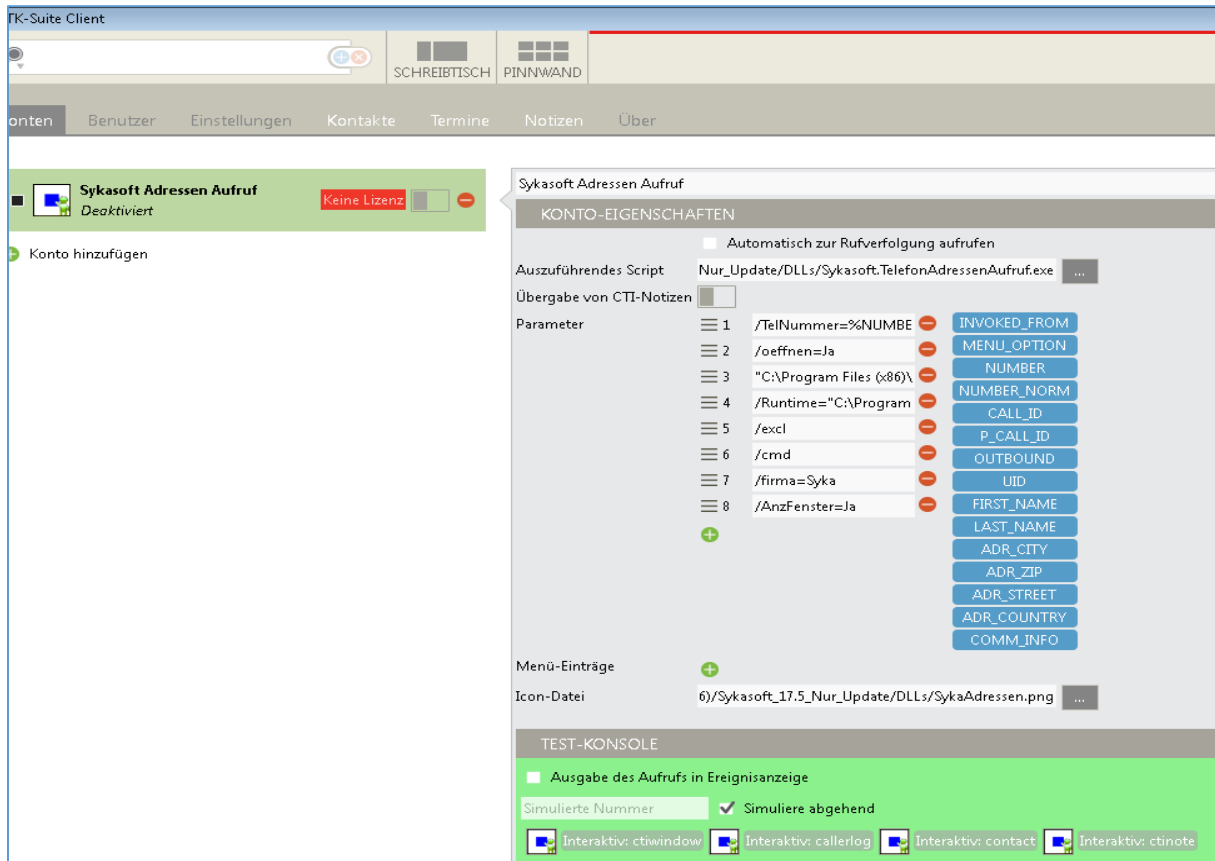 TK-Suite Client
SCHREIBTISCH PINNWAND
onten Benutzer Einstellungen Kontakte Termine Notizen Über
Sykasoft Adressen Aufruf
Deaktiviert
Keine Lizenz
Konto hinzufügen
Sykasoft Adressen Aufruf
KONTO-EIGENSCHAFTEN
Automatisch zur Rufverfolgung aufrufen
Auszuführendes Script Nur_Update/DLLs/Sykasoft.TelefonAdressenAufruf.exe ...
Übergabe von CTI-Notizen
Parameter
1 /TelNummer=%NUMBE
2 /oeffnen=Ja
3 "C:\Program Files (x86)\
4 /Runtime="C:\Program
5 /excl
6 /cmd
7 /firma=Syka
8 /AnzFenster=Ja
INVOKED_FROM
MENU_OPTION
NUMBER
NUMBER_NORM
CALL_ID
P_CALL_ID
OUTBOUND
UID
FIRST_NAME
LAST_NAME
ADR_CITY
ADR_ZIP
ADR_STREET
ADR_COUNTRY
COMM_INFO
Menü-Einträge
Icon-Datei 6)/Sykasoft_17.5_Nur_Update/DLLs/SykaAdressen.png ...
TEST-KONSOLE
Ausgabe des Aufrufs in Ereignisanzeige
Simulierte Nummer Simuliere abgehend
Interaktiv: ctiwindow Interaktiv: callerlog Interaktiv: contact Interaktiv: ctinote